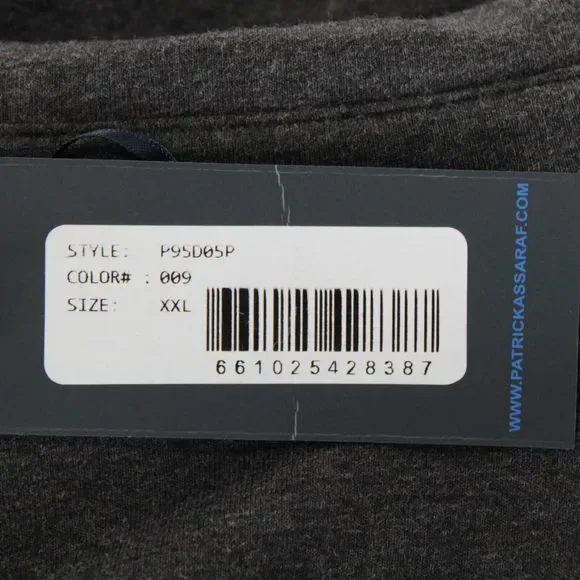 STYLE: P95D05P
COLOR# : 009
SIZE: XXL
661025428387
WWW.PATRICKASSARAF.COM